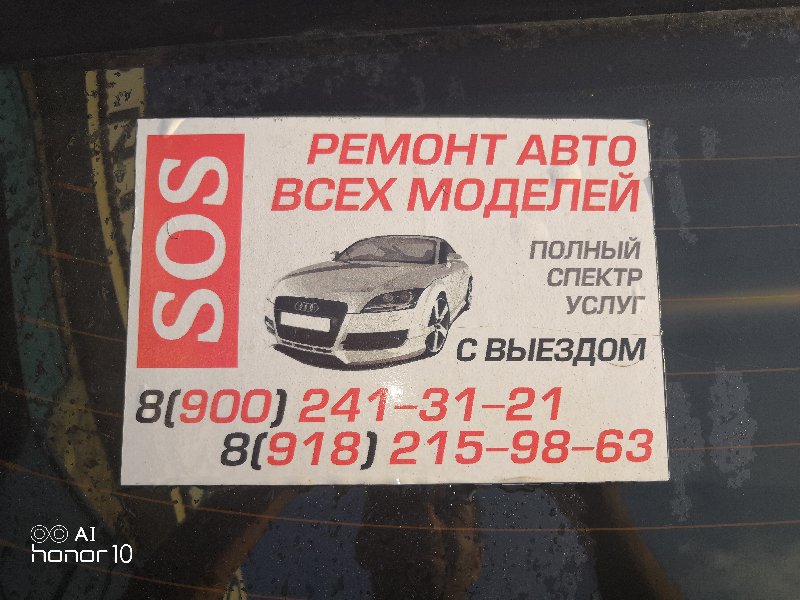 SOS
РЕМОНТ АВТО
ВСЕХ МОДЕЛЕЙ
ПОЛНЫЙ
СПЕКТР
УСЛУГ
С ВЫЕЗДОМ
8(900) 241-31-21
8(918) 215-98-63
AI
honor 10